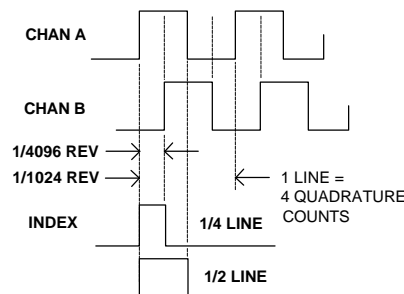 CHAN A
CHAN B
1/4096 REV
1/1024 REV
1 LINE =
4 QUADRATURE
COUNTS
INDEX
1/4 LINE
1/2 LINE